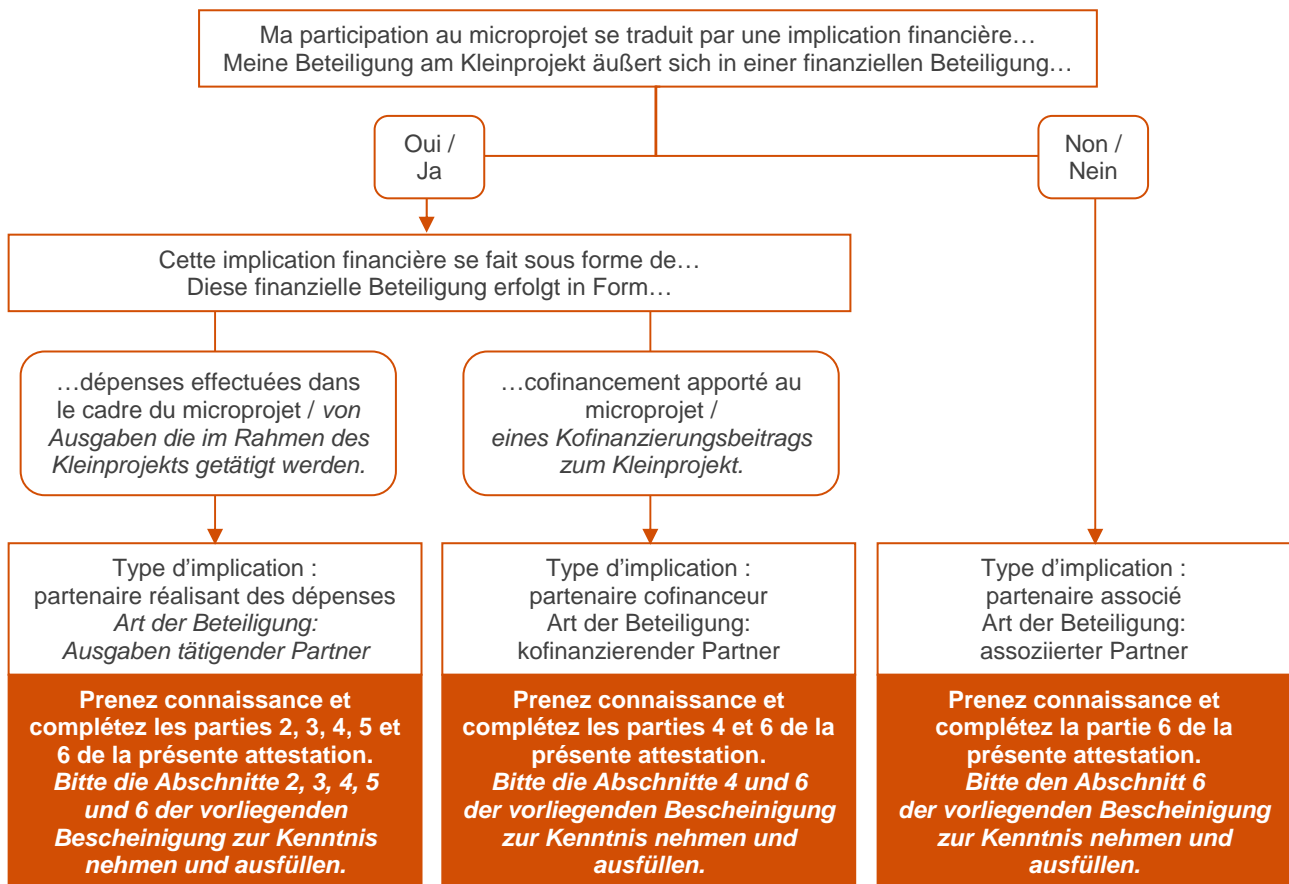 Ma participation au microprojet se traduit par une implication financière…
Meine Beteiligung am Kleinprojekt äußert sich in einer finanziellen Beteiligung…
Oui /
Ja
Non /
Nein
Cette implication financière se fait sous forme de…
Diese finanzielle Beteiligung erfolgt in Form…
…dépenses effectuées dans
le cadre du microprojet / von
Ausgaben die im Rahmen des
Kleinprojekts getätigt werden.
…cofinancement apporté au
microprojet /
eines Kofinanzierungsbeitrags
zum Kleinprojekt.
Type d’implication :
partenaire réalisant des dépenses
Art der Beteiligung:
Ausgaben tätigender Partner
Prenez connaissance et
complétez les parties 2, 3, 4, 5 et
6 de la présente attestation.
Bitte die Abschnitte 2, 3, 4, 5
und 6 der vorliegenden
Bescheinigung zur Kenntnis
nehmen und ausfüllen.
Type d’implication :
partenaire cofinanceur
Art der Beteiligung:
kofinanzierender Partner
Prenez connaissance et
complétez les parties 4 et 6 de la
présente attestation.
Bitte die Abschnitte 4 und 6
der vorliegenden Bescheinigung
zur Kenntnis nehmen und
ausfüllen.
Type d’implication :
partenaire associé
Art der Beteiligung:
assoziierter Partner
Prenez connaissance et
complétez la partie 6 de la
présente attestation.
Bitte den Abschnitt 6
der vorliegenden Bescheinigung
zur Kenntnis nehmen und
ausfüllen.